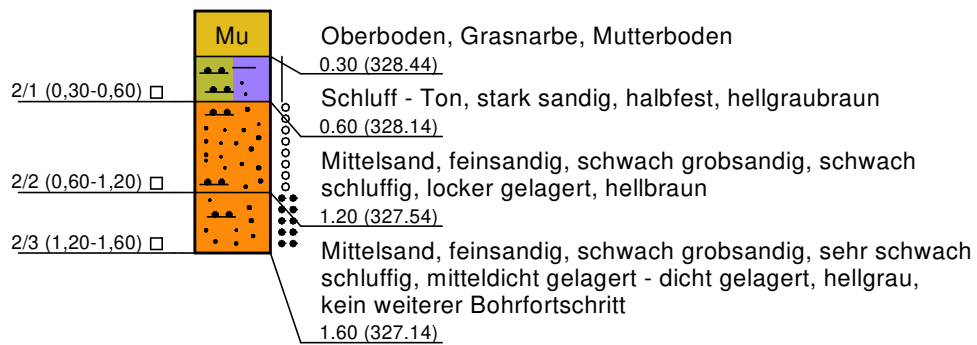 Mu
Oberboden, Grasnarbe, Mutterboden
0.30 (328.44)
2/1 (0,30-0,60)
Schluff - Ton, stark sandig, halbfest, hellgraubraun
0.60 (328.14)
Mittelsand, feinsandig, schwach grobsandig, schwach
schluffig, locker gelagert, hellbraun
2/2 (0,60-1,20)
1.20 (327.54)
2/3 (1,20-1,60)
Mittelsand, feinsandig, schwach grobsandig, sehr schwach
schluffig, mitteldicht gelagert - dicht gelagert, hellgrau,
kein weiterer Bohrfortschritt
1.60 (327.14)